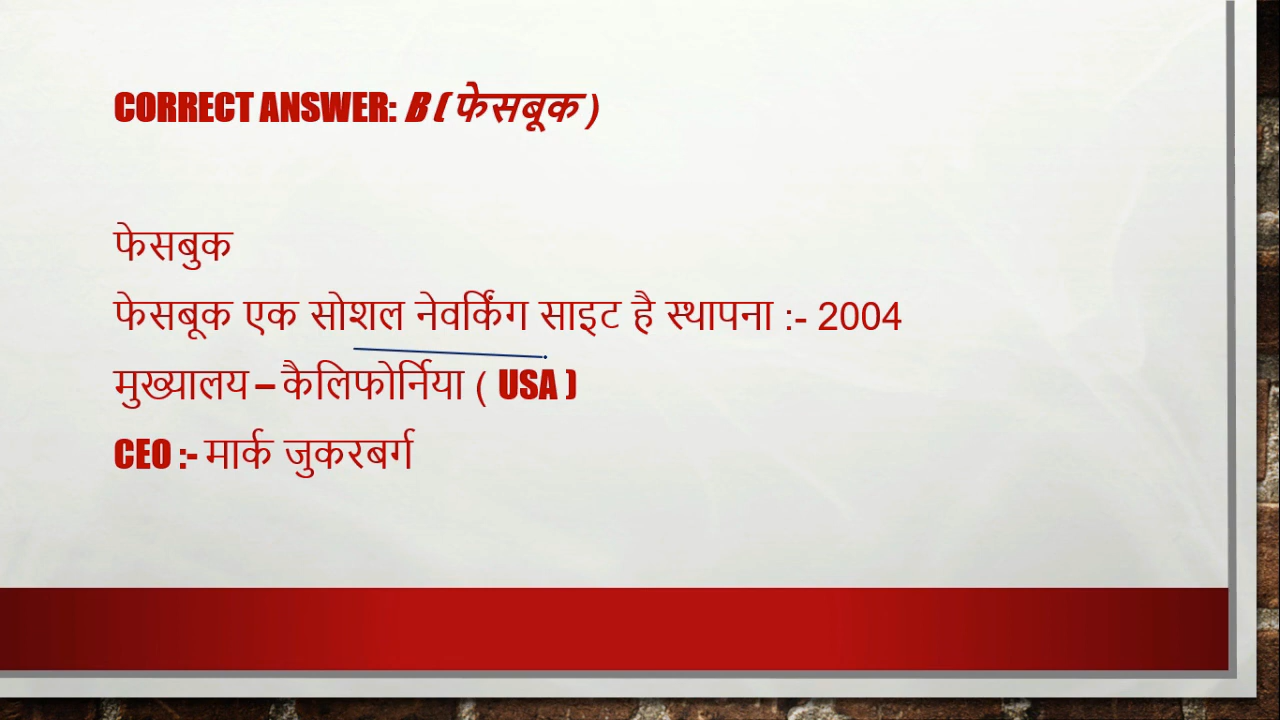 CORRECT ANSWER: B ( फेसबूक )
फेसबुक
फेसबूक एक सोशल नेवर्किंग साइट है स्थापना :- 2004
मुख्यालय – कैलिफोर्निया ( USA )
CEO :- मार्क जुकरबर्ग